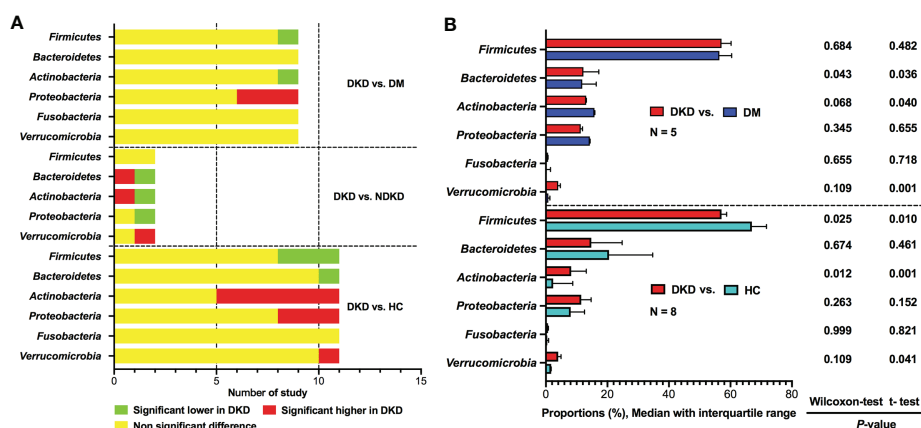 A
Firmicutes
Bacteroidetes
Actinobacteria
Proteobacteria
Fusobacteria
Verrucomicrobia
DKD vs. DM
Firmicutes
Bacteroidetes
Actinobacteria
Proteobacteria
Verrucomicrobia
DKD vs. NDKD
Firmicutes
Bacteroidetes
Actinobacteria
Proteobacteria
Fusobacteria
Verrucomicrobia
DKD vs. HC
0 5 10 15
Number of study
Significant lower in DKD Significant higher in DKD
Non significant difference
B
Firmicutes 0.684 0.482
Bacteroidetes 0.043 0.036
Actinobacteria 0.068 0.040
Proteobacteria 0.345 0.655
Fusobacteria 0.655 0.718
Verrucomicrobia 0.109 0.001
DKD vs. DM
N = 5
Firmicutes 0.025 0.010
Bacteroidetes 0.674 0.461
Actinobacteria 0.012 0.001
Proteobacteria 0.263 0.152
Fusobacteria 0.999 0.821
Verrucomicrobia 0.109 0.041
DKD vs. HC
N = 8
0 20 40 60 80
Proportions (%), Median with interquartile range
Wilcoxon-test t- test
P-value